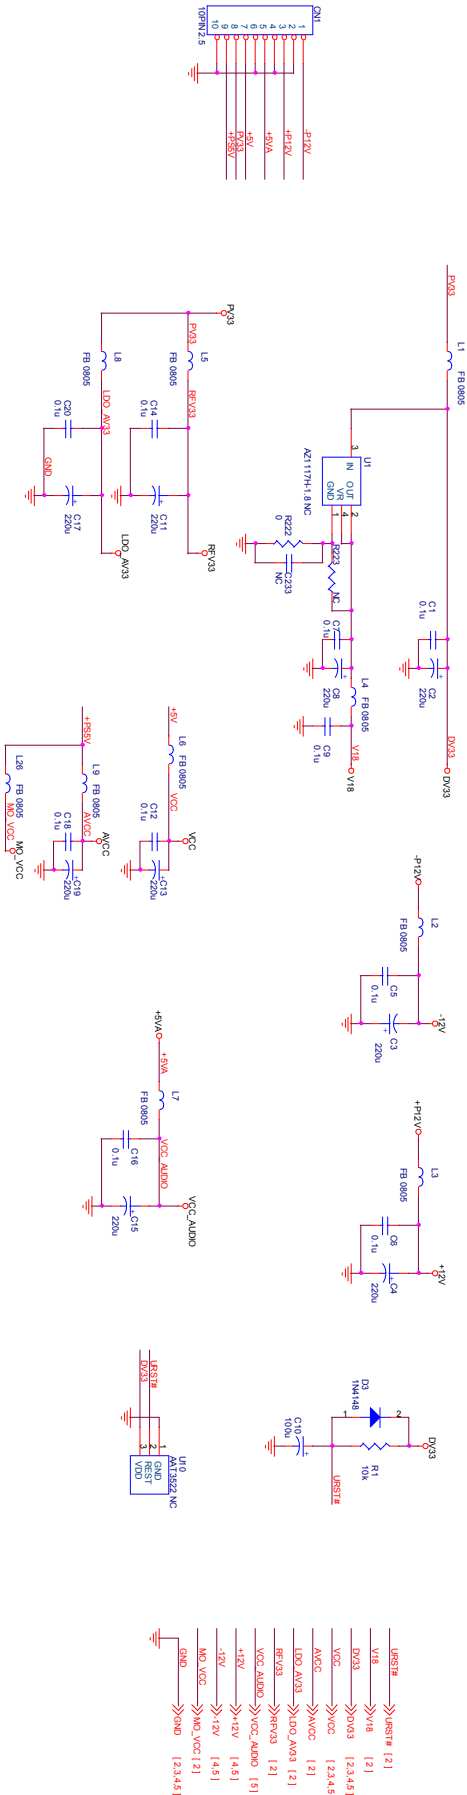 CN1
10PIN 2.5
1
2
3
4
5
6
7
8
9
10
-P12V
+P12V
+5VA
+5V
PV33
+PS5V
PV33
L1
FB 0805
C1
0.1u
C2
220u
DV33
DV33
U1
AZ1117H-1.8 NC
IN
OUT
VR
GND
3
2
4
1
R222
0
R223
NC
C233
NC
C7
0.1u
C8
220u
L4
FB 0805
C9
0.1u
V18
V18
PV33
PV33
L5
FB 0805
RFV33
C14
0.1u
C11
220u
RFV33
L8
FB 0805
LDO_AV33
C20
0.1u
GND
C17
220u
LDO_AV33
+5V
L6
FB 0805
VCC
C12
0.1u
C13
220u
VCC
+PS5V
L9
FB 0805
AVCC
C18
0.1u
C19
220u
AVCC
L26
FB 0805
MO_VCC
MO_VCC
-P12V
L2
FB 0805
C5
0.1u
C3
220u
-12V
+P12V
L3
FB 0805
C6
0.1u
C4
220u
+12V
+5VA
+5VA
L7
FB 0805
VCC_AUDIO
C16
0.1u
C15
220u
VCC_AUDIO
D3
1N4148
1
2
DV33
R1
10k
C10
100u
URST#
URST#
DV33
1
2
3
GND
REST
VDD
U10
AAT3522 NC
URST#
URST# [ 2 ]
V18
V18 [ 2 ]
DV33
DV33 [ 2,3,4,5 ]
VCC
VCC [ 2,3,4,5
AVCC
AVCC [ 2 ]
LDO_AV33
LDO_AV33 [ 2 ]
RFV33
RFV33 [ 2 ]
VCC_AUDIO
VCC_AUDIO [ 5 ]
+12V
+12V [ 4,5 ]
-12V
-12V [ 4,5 ]
MO_VCC
MO_VCC [ 2 ]
GND
GND [ 2,3,4,5 ]